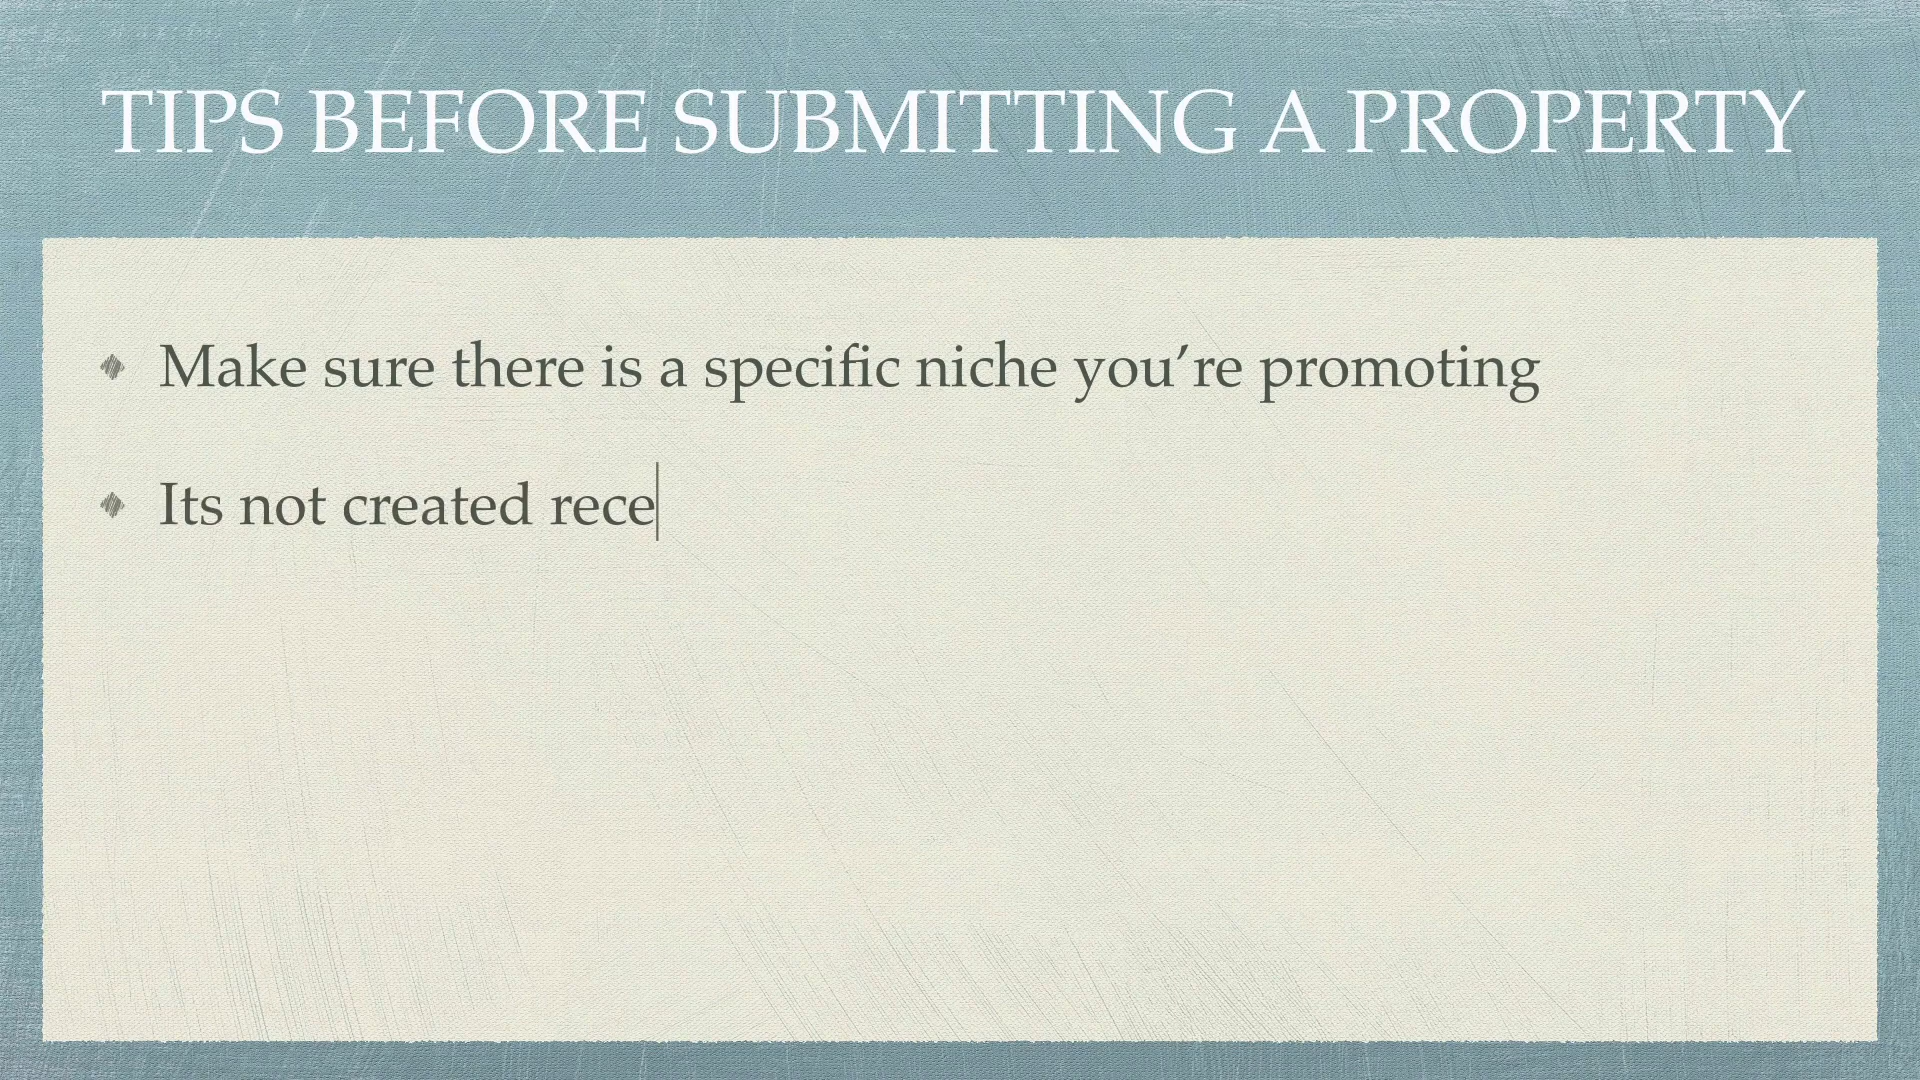 TIPS BEFORE SUBMITTING A PROPERTY
Make sure there is a specific niche you’re promoting
Its not created rece